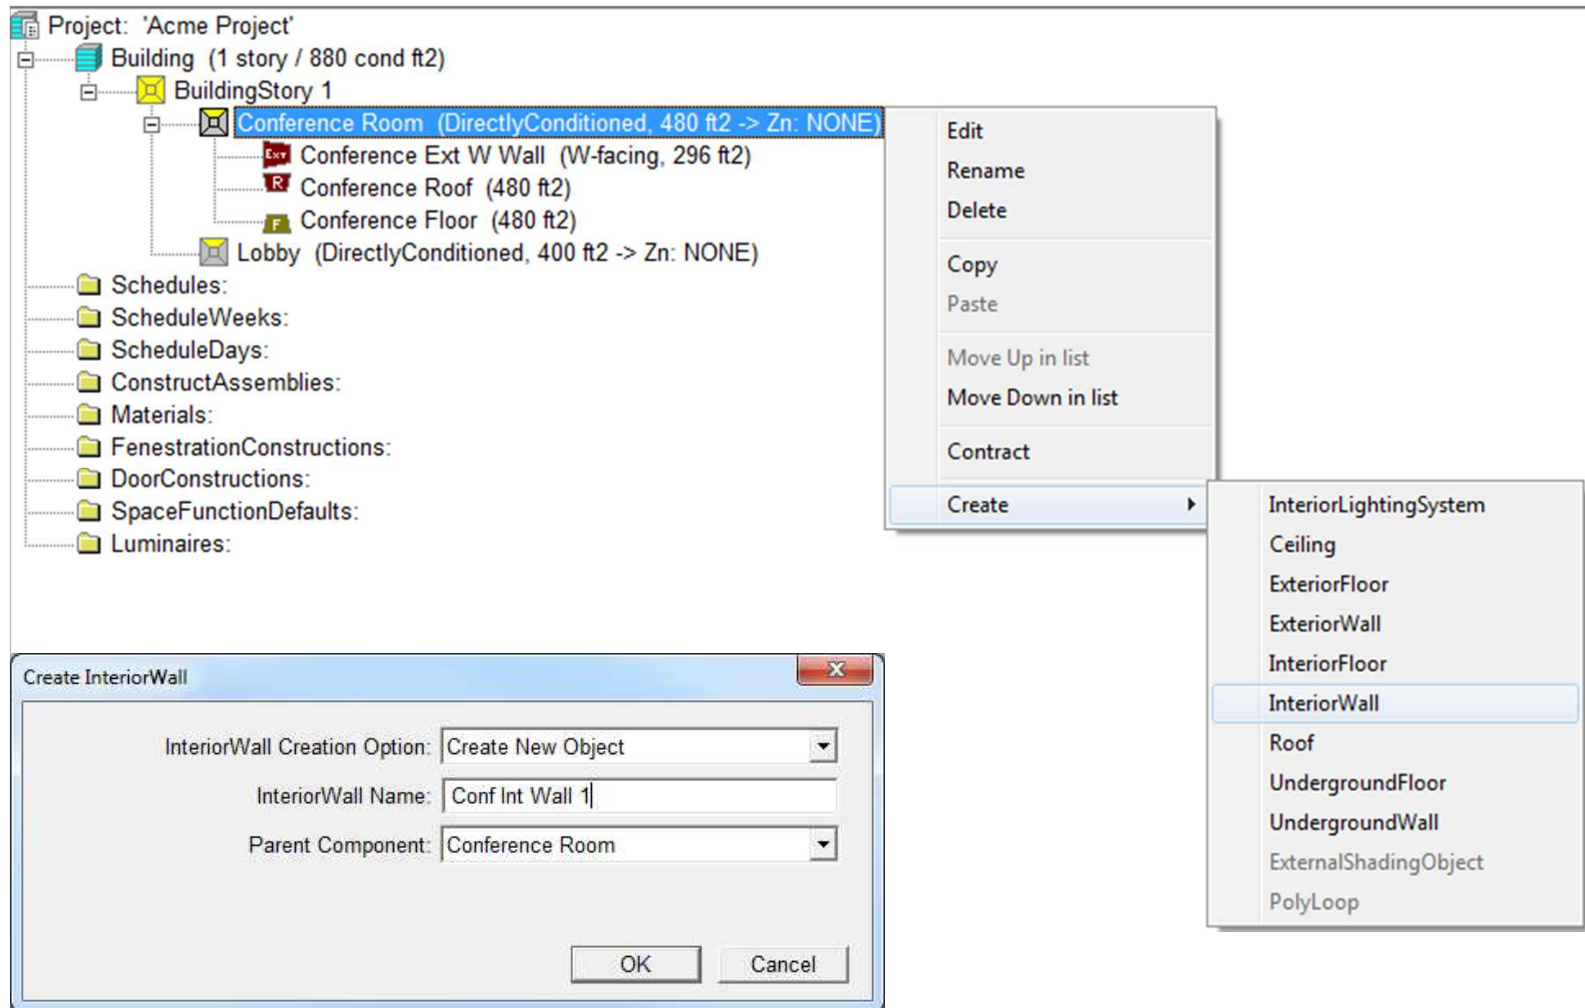 Project: 'Acme Project'
Building (1 story / 880 cond ft2)
BuildingStory 1
Conference Room (DirectlyConditioned, 480 ft2 -> Zn: NONE)
Ext Conference Ext W Wall (W-facing, 296 ft2)
R Conference Roof (480 ft2)
F Conference Floor (480 ft2)
Lobby (DirectlyConditioned, 400 ft2 -> Zn: NONE)
Schedules:
ScheduleWeeks:
ScheduleDays:
ConstructAssemblies:
Materials:
FenestrationConstructions:
DoorConstructions:
SpaceFunctionDefaults:
Luminaires:
Edit
Rename
Delete
Copy
Paste
Move Up in list
Move Down in list
Contract
Create
InteriorLightingSystem
Ceiling
ExteriorFloor
ExteriorWall
InteriorFloor
InteriorWall
Roof
UndergroundFloor
UndergroundWall
ExternalShadingObject
PolyLoop
Create InteriorWall
InteriorWall Creation Option: Create New Object
InteriorWall Name: Conf Int Wall 1
Parent Component: Conference Room
OK Cancel